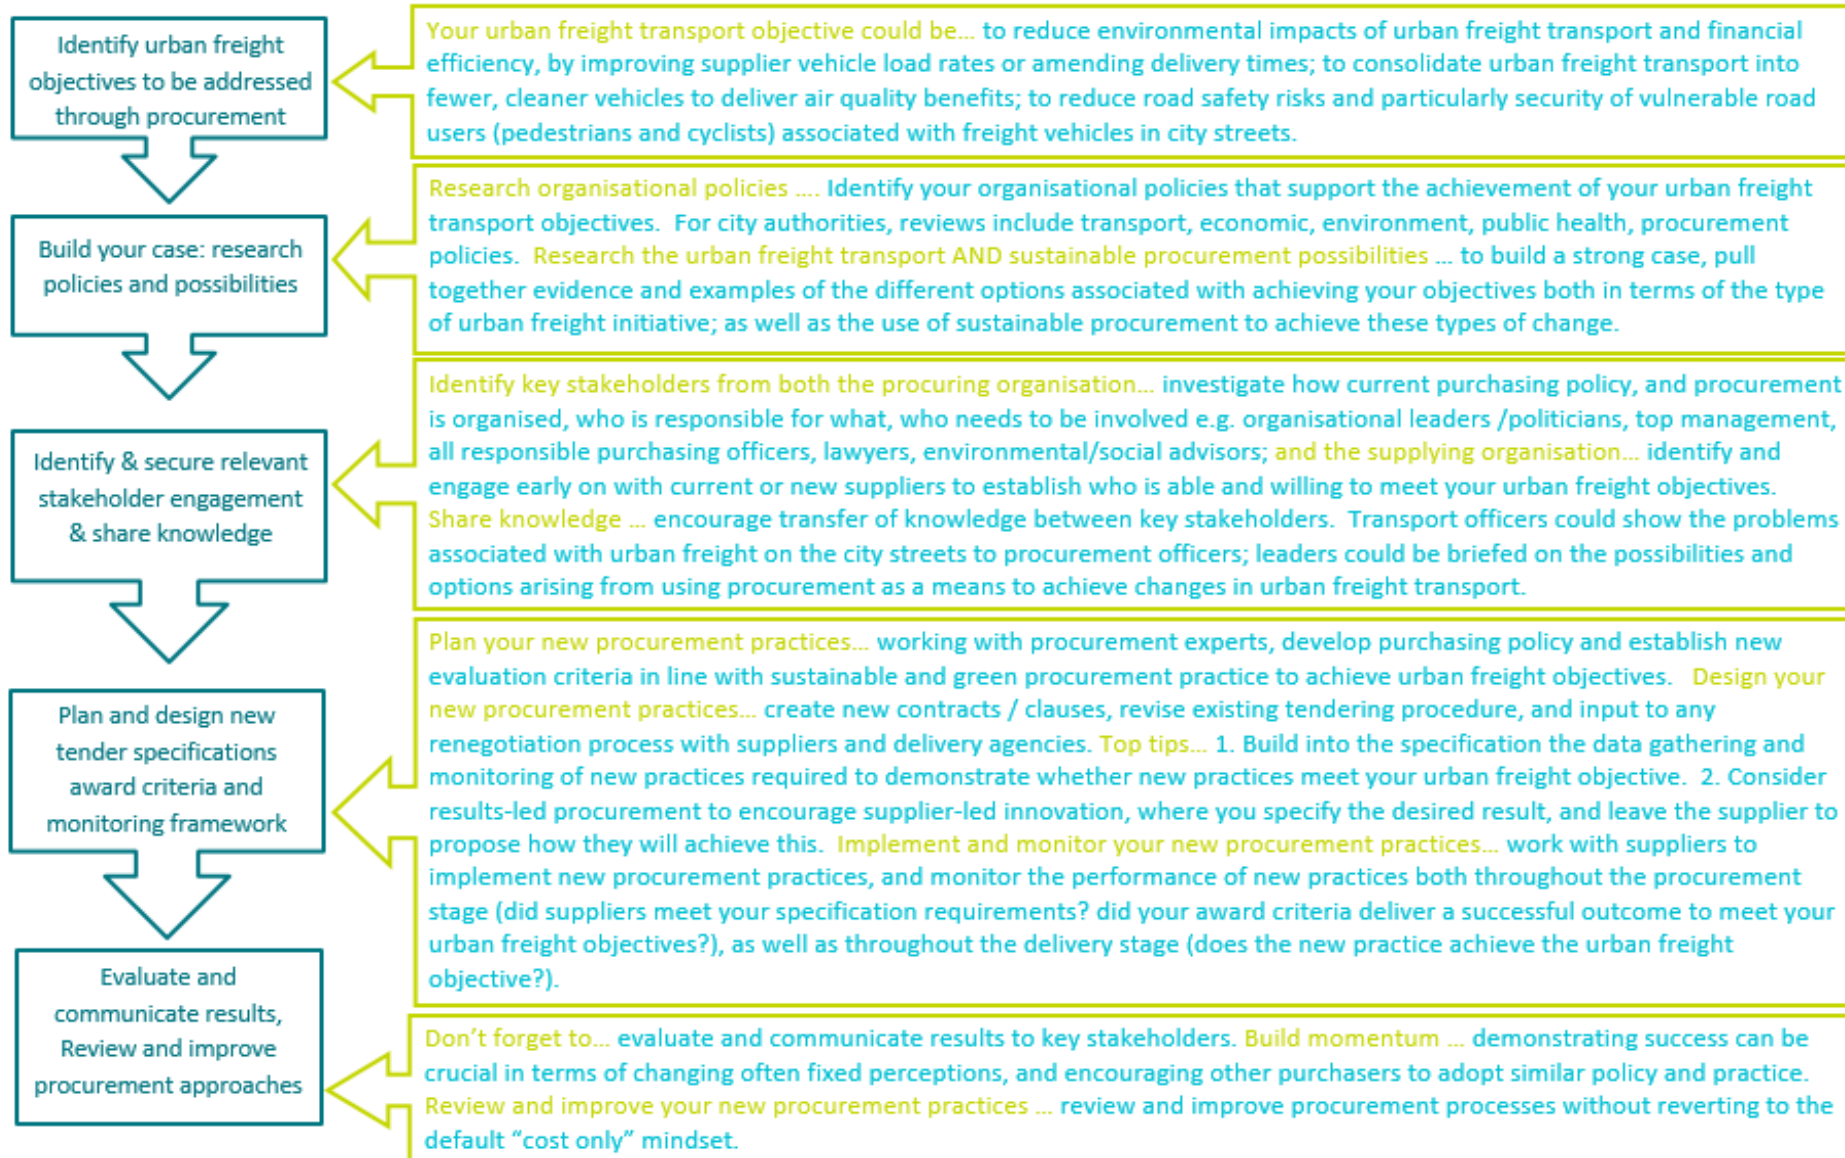 Identify urban freight
objectives to be addressed
through procurement
Your urban freight transport objective could be... to reduce environmental impacts of urban freight transport and financial
efficiency, by improving supplier vehicle load rates or amending delivery times; to consolidate urban freight transport into
fewer, cleaner vehicles to deliver air quality benefits; to reduce road safety risks and particularly security of vulnerable road
users (pedestrians and cyclists) associated with freight vehicles in city streets.
Build your case: research
policies and possibilities
Research organisational policies .... Identify your organisational policies that support the achievement of your urban freight
transport objectives.  For city authorities, reviews include transport, economic, environment, public health, procurement
policies.  Research the urban freight transport AND sustainable procurement possibilities ... to build a strong case, pull
together evidence and examples of the different options associated with achieving your objectives both in terms of the type
of urban freight initiative; as well as the use of sustainable procurement to achieve these types of change.
Identify & secure relevant
stakeholder engagement
& share knowledge
Identify key stakeholders from both the procuring organisation... investigate how current purchasing policy, and procurement
is organised, who is responsible for what, who needs to be involved e.g. organisational leaders /politicians, top management,
all responsible purchasing officers, lawyers, environmental/social advisors; and the supplying organisation... identify and
engage early on with current or new suppliers to establish who is able and willing to meet your urban freight objectives.
Share knowledge ... encourage transfer of knowledge between key stakeholders.  Transport officers could show the problems
associated with urban freight on the city streets to procurement officers; leaders could be briefed on the possibilities and
options arising from using procurement as a means to achieve changes in urban freight transport.
Plan and design new
tender specifications
award criteria and
monitoring framework
Plan your new procurement practices... working with procurement experts, develop purchasing policy and establish new
evaluation criteria in line with sustainable and green procurement practice to achieve urban freight objectives.   Design your
new procurement practices... create new contracts / clauses, revise existing tendering procedure, and input to any
renegotiation process with suppliers and delivery agencies. Top tips... 1. Build into the specification the data gathering and
monitoring of new practices required to demonstrate whether new practices meet your urban freight objective.  2. Consider
results-led procurement to encourage supplier-led innovation, where you specify the desired result, and leave the supplier to
propose how they will achieve this.  Implement and monitor your new procurement practices... work with suppliers to
implement new procurement practices, and monitor the performance of new practices both throughout the procurement
stage (did suppliers meet your specification requirements? did your award criteria deliver a successful outcome to meet your
urban freight objectives?), as well as throughout the delivery stage (does the new practice achieve the urban freight
objective?).
Evaluate and
communicate results,
Review and improve
procurement approaches
Don't forget to... evaluate and communicate results to key stakeholders. Build momentum ... demonstrating success can be
crucial in terms of changing often fixed perceptions, and encouraging other purchasers to adopt similar policy and practice.
Review and improve your new procurement practices ... review and improve procurement processes without reverting to the
default “cost only” mindset.